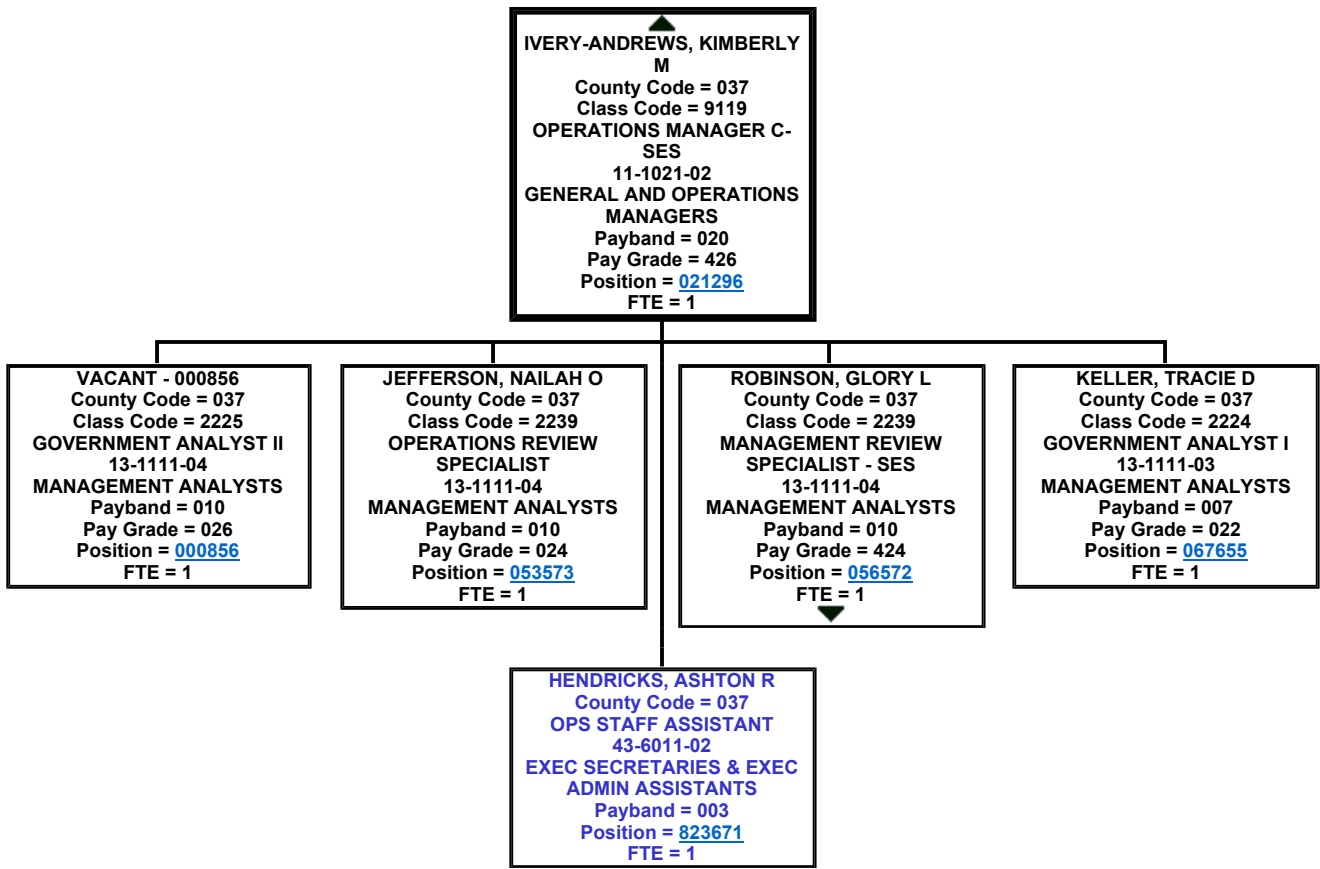 IVERY-ANDREWS, KIMBERLY
M
County Code = 037
Class Code = 9119
OPERATIONS MANAGER C-
SES
11-1021-02
GENERAL AND OPERATIONS
MANAGERS
Payband = 020
Pay Grade = 426
Position = 021296
FTE = 1
VACANT - 000856
County Code = 037
Class Code = 2225
GOVERNMENT ANALYST II
13-1111-04
MANAGEMENT ANALYSTS
Payband = 010
Pay Grade = 026
Position = 000856
FTE = 1
JEFFERSON, NAILAH O
County Code = 037
Class Code = 2239
OPERATIONS REVIEW
SPECIALIST
13-1111-04
MANAGEMENT ANALYSTS
Payband = 010
Pay Grade = 024
Position = 053573
FTE = 1
ROBINSON, GLORY L
County Code = 037
Class Code = 2239
MANAGEMENT REVIEW
SPECIALIST - SES
13-1111-04
MANAGEMENT ANALYSTS
Payband = 010
Pay Grade = 424
Position = 056572
FTE = 1
KELLER, TRACIE D
County Code = 037
Class Code = 2224
GOVERNMENT ANALYST I
13-1111-03
MANAGEMENT ANALYSTS
Payband = 007
Pay Grade = 022
Position = 067655
FTE = 1
HENDRICKS, ASHTON R
County Code = 037
OPS STAFF ASSISTANT
43-6011-02
EXEC SECRETARIES & EXEC
ADMIN ASSISTANTS
Payband = 003
Position = 823671
FTE = 1